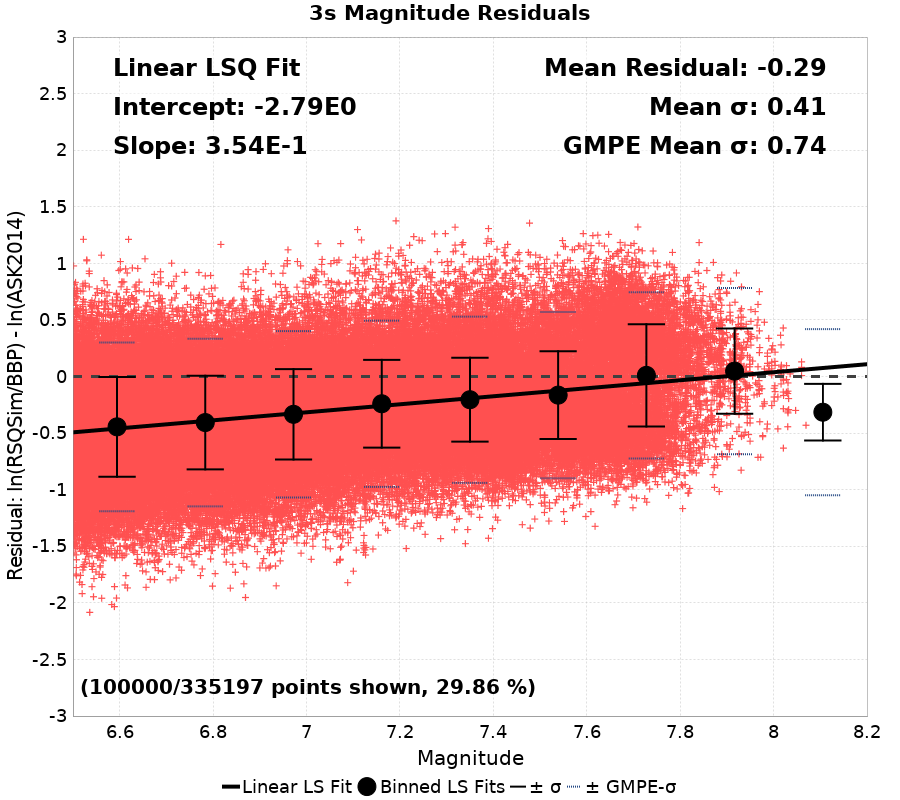 3s Magnitude Residuals
Linear LSQ Fit
Intercept: -2.79E0
Slope: 3.54E-1
Mean Residual: -0.29
Mean σ: 0.41
GMPE Mean σ: 0.74
Residual: ln(RSQSim/BBP) - ln(ASK2014)
3
2.5
2
1.5
1
0.5
0
-0.5
-1
-1.5
-2
-2.5
-3
(100000/335197 points shown, 29.86 %)
6.6 6.8 7 7.2 7.4 7.6 7.8 8 8.2
Magnitude
Linear LS Fit Binned LS Fits ± σ ± GMPE-σ